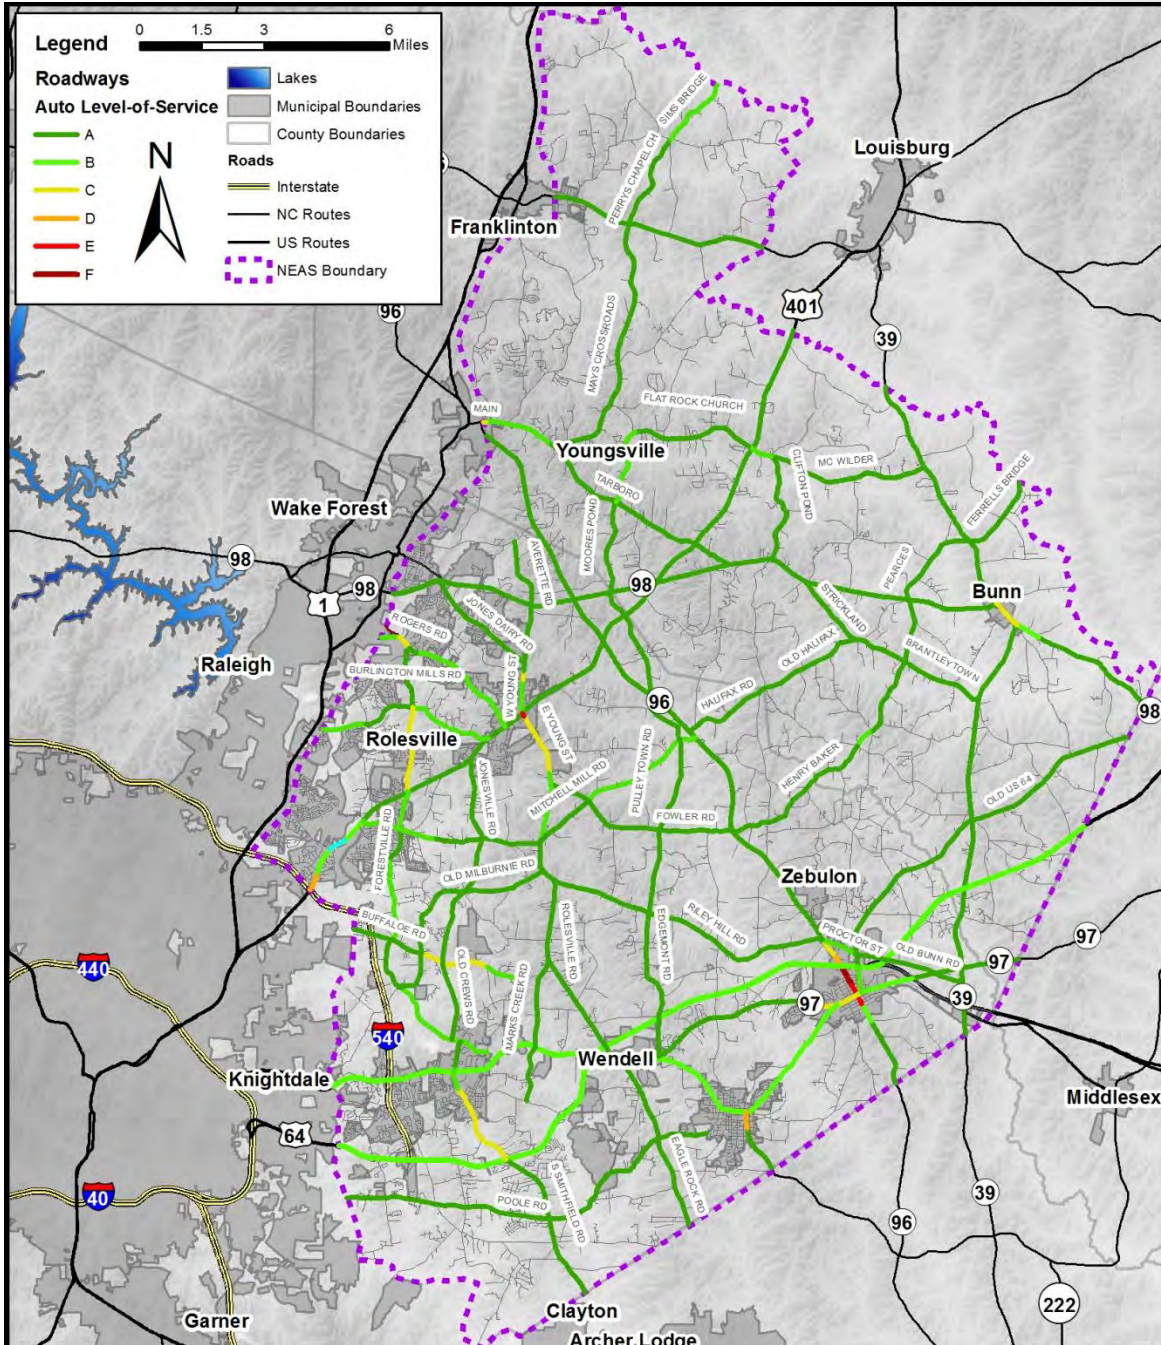 Legend
0 1.5 3 6
Miles
Roadways
Auto Level-of-Service
A
B
C
D
E
F
N
Lakes
Municipal Boundaries
County Boundaries
Roads
Interstate
NC Routes
US Routes
NEAS Boundary
SIMS BRIDGE
PERRYS CHAPEL CH
Louisburg
Franklinton
401
96
39
MAYS CROSSROADS
MAIN
FLAT ROCK CHURCH
Youngsville
MC WILDER
CLIFTON POND
FERRELLS BRIDGE
TARBORO
Wake Forest
MOORES POND
AVERETTE RD
98
98
98
1
PEARCES
Bunn
JONES DAIRY RD
STRICKLAND
ROGERS RD
OLD HALIFAX
BRANTLEYTOWN
Raleigh
BURLINGTON MILLS RD
W YOUNG ST
HALIFAX RD
96
98
E YOUNG ST
Rolesville
PULLEY TOWN RD
JONESVILLE RD
MITCHELL MILL RD
HENRY BAKER
OLD US 64
FOWLER RD
FORESTVILLE RD
OLD MILBURNIE RD
Zebulon
BUFFALOE RD
ROLESVILLE RD
EDGEMONT RD
RILEY HILL RD
PROCTOR ST
OLD BUNN RD
97
97
440
OLD CREWS RD
MARKS CREEK RD
97
39
540
Wendell
Knightdale
Middlesex
64
EAGLE ROCK RD
S SMITHFIELD RD
POOLE RD
40
39
96
Clayton
222
Garner
Archer Lodge